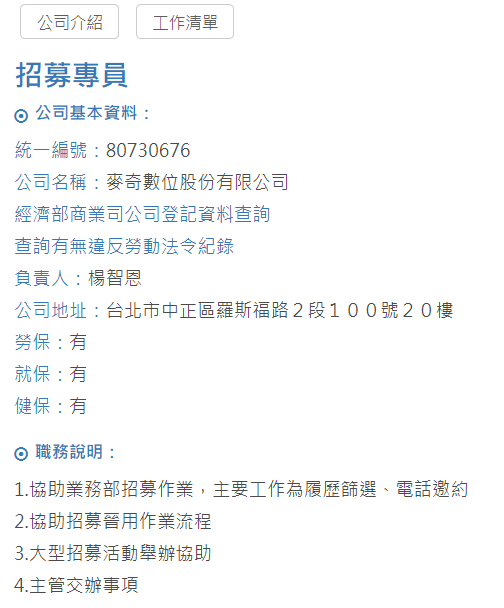 公司介紹 工作清單
招募專員
公司基本資料：
統一編號：80730676
公司名稱：麥奇數位股份有限公司
經濟部商業司公司登記資料查詢
查詢有無違反勞動法令紀錄
負責人：楊智恩
公司地址：台北市中正區羅斯福路２段１００號２０樓
勞保：有
就保：有
健保：有
職務說明：
1.協助業務部招募作業，主要工作為履歷篩選、電話邀約
2.協助招募晉用作業流程
3.大型招募活動舉辦協助
4.主管交辦事項